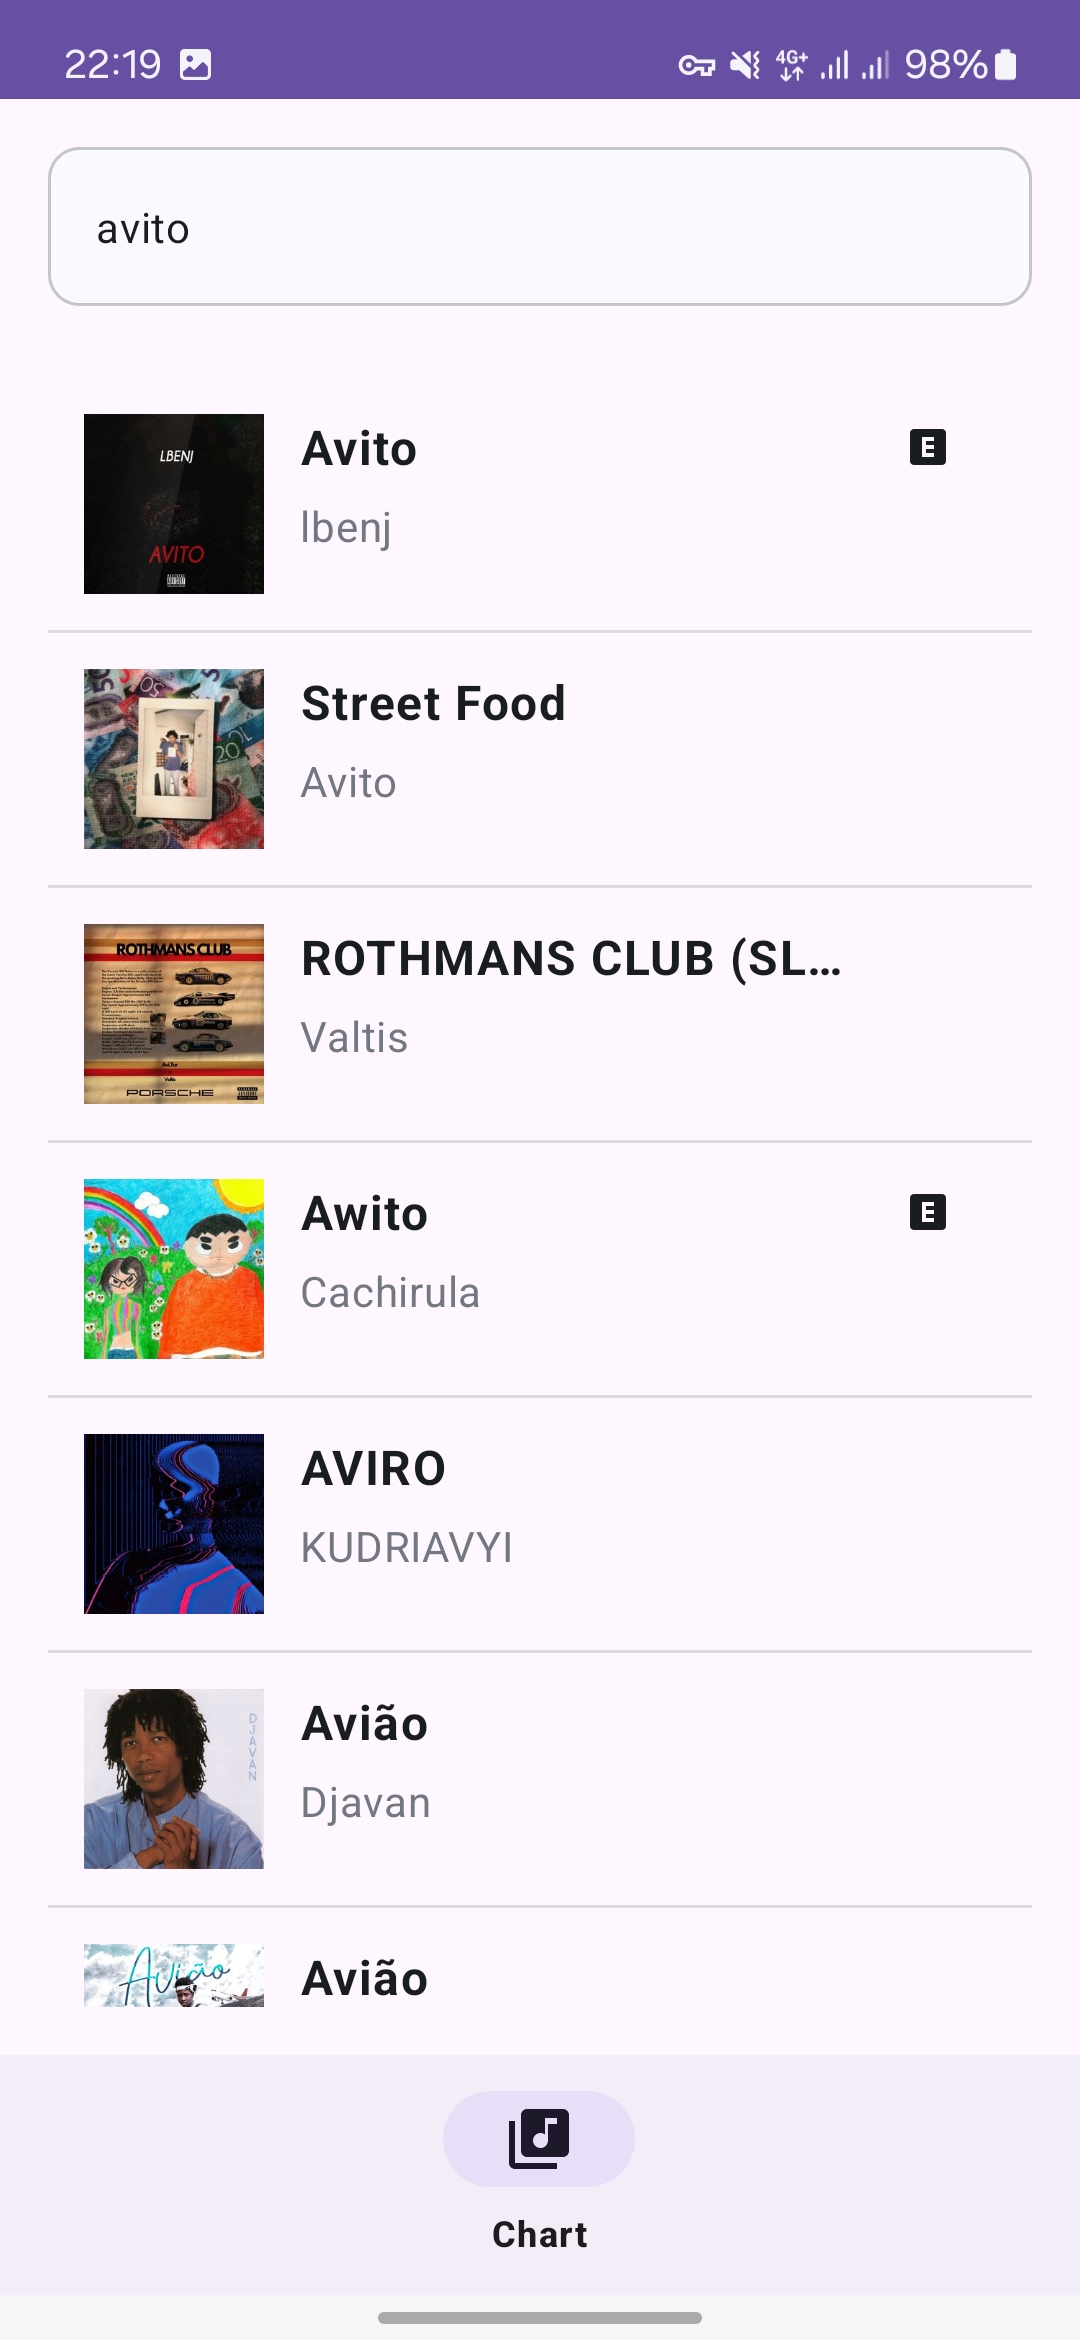 22:19 4G+ 98%
avito
LBENJ
AVITO
Avito
E
lbenj
Street Food
Avito
ROTHMANS CLUB
PORSCHE
ROTHMANS CLUB (SL...
Valtis
Awito
E
Cachirula
AVIRO
KUDRIAVYI
DJAVAN
Avião
Djavan
Avião
Avião
Chart